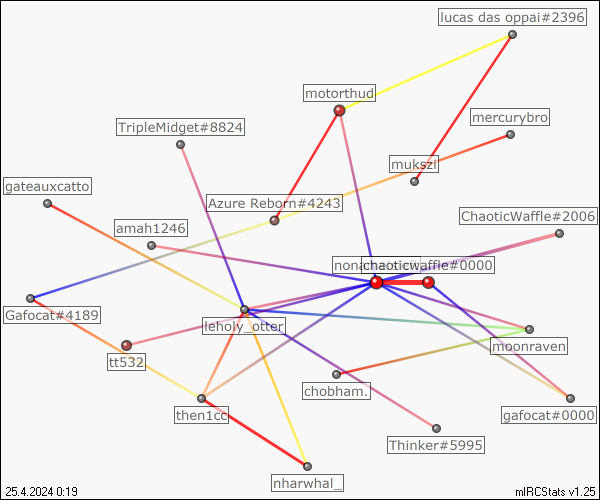 lucas das oppai#2396
motorthud
mercurybro
TripleMidget#8824
mukszi
gateauxcatto
Azure Reborn#4243
ChaoticWaffle#2006
amah1246
chaoticwaffle#0000
Gafocat#4189
leholy_otter
moonraven
tt532
chobham.
then1cc
gafocat#0000
Thinker#5995
nharwhal_
25.4.2024 0:19
mIRCStats v1.25